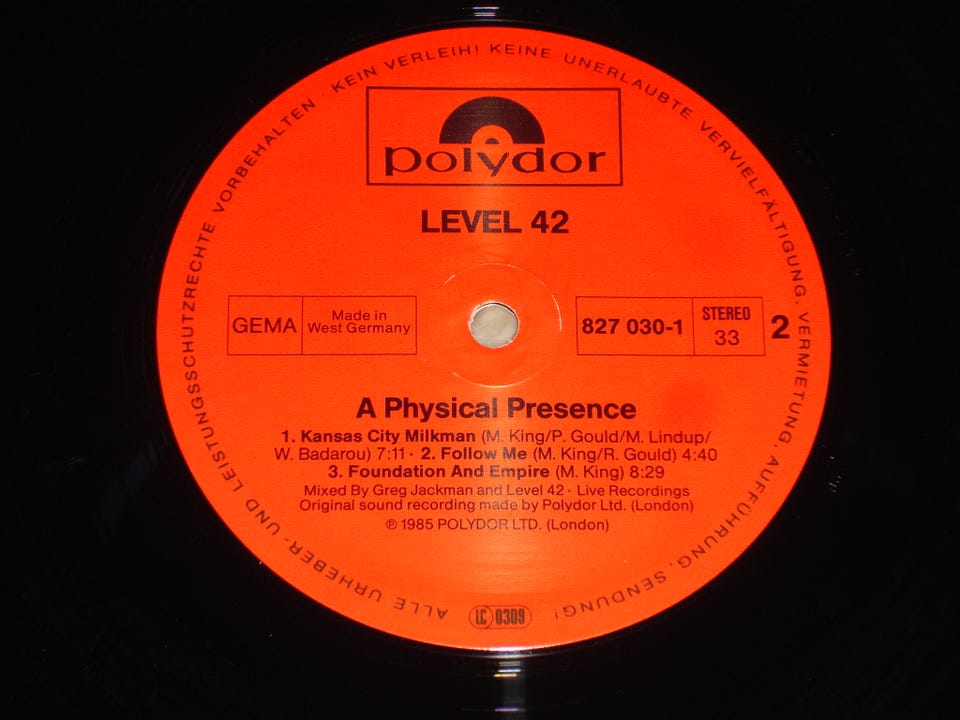 ALLE URHEBER- UND LEISTUNGSSCHUTZRECHTE VORBEHALTEN · KEIN VERLEIH! KEINE UNERLAUBTE VERVIELFÄLTIGUNG, VERMIETUNG, AUFFÜHRUNG, SENDUNG!
polydor
LEVEL 42
GEMA
Made in
West Germany
827 030-1
STEREO
33
2
A Physical Presence
1. Kansas City Milkman (M. King/P. Gould/M. Lindup/
W. Badarou) 7:11 · 2. Follow Me (M. King/R. Gould) 4:40
3. Foundation And Empire (M. King) 8:29
Mixed By Greg Jackman and Level 42 · Live Recordings
Original sound recording made by Polydor Ltd. (London)
℗ 1985 POLYDOR LTD. (London)
LC 0309